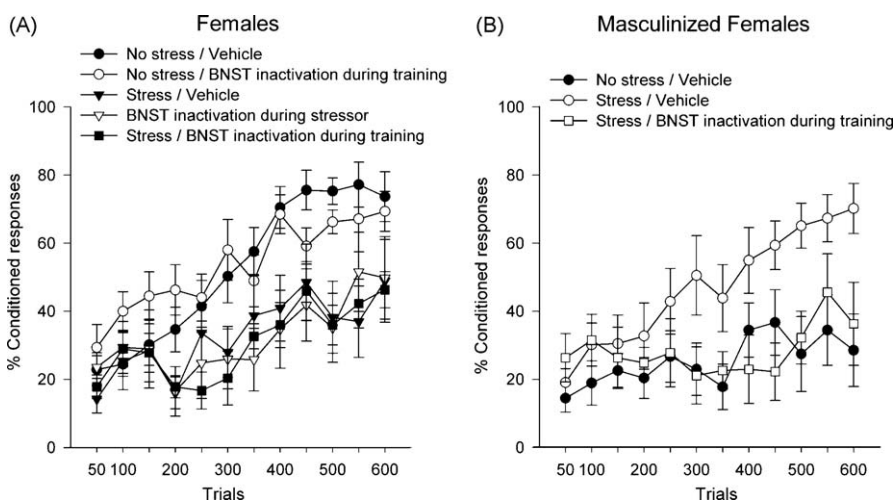 (A)
Females
No stress / Vehicle
No stress / BNST inactivation during training
Stress / Vehicle
BNST inactivation during stressor
Stress / BNST inactivation during training
% Conditioned responses
100
80
60
40
20
0
50 100 200 300 400 500 600
Trials
(B)
Masculinized Females
No stress / Vehicle
Stress / Vehicle
Stress / BNST inactivation during training
% Conditioned responses
100
80
60
40
20
0
50 100 200 300 400 500 600
Trials